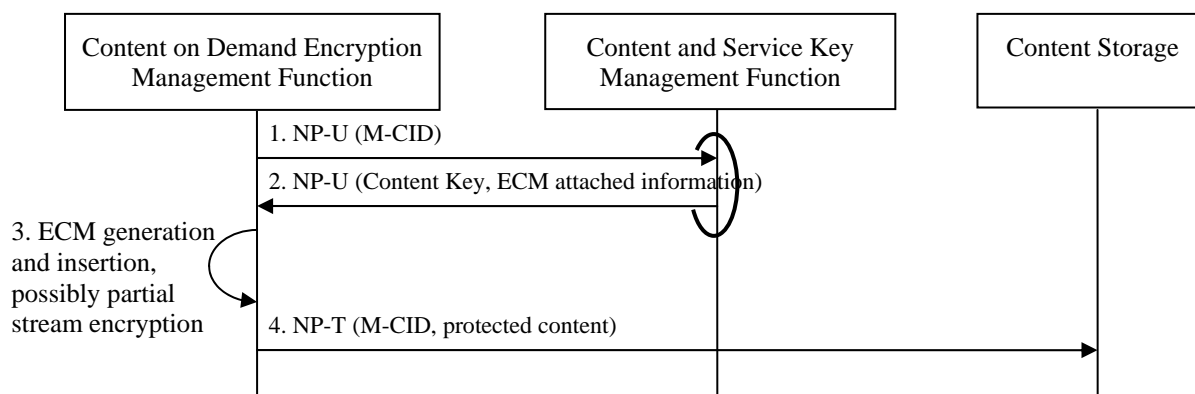 Content on Demand Encryption
Management Function
Content and Service Key
Management Function
Content Storage
1. NP-U (M-CID)
2. NP-U (Content Key, ECM attached information)
3. ECM generation
and insertion,
possibly partial
stream encryption
4. NP-T (M-CID, protected content)